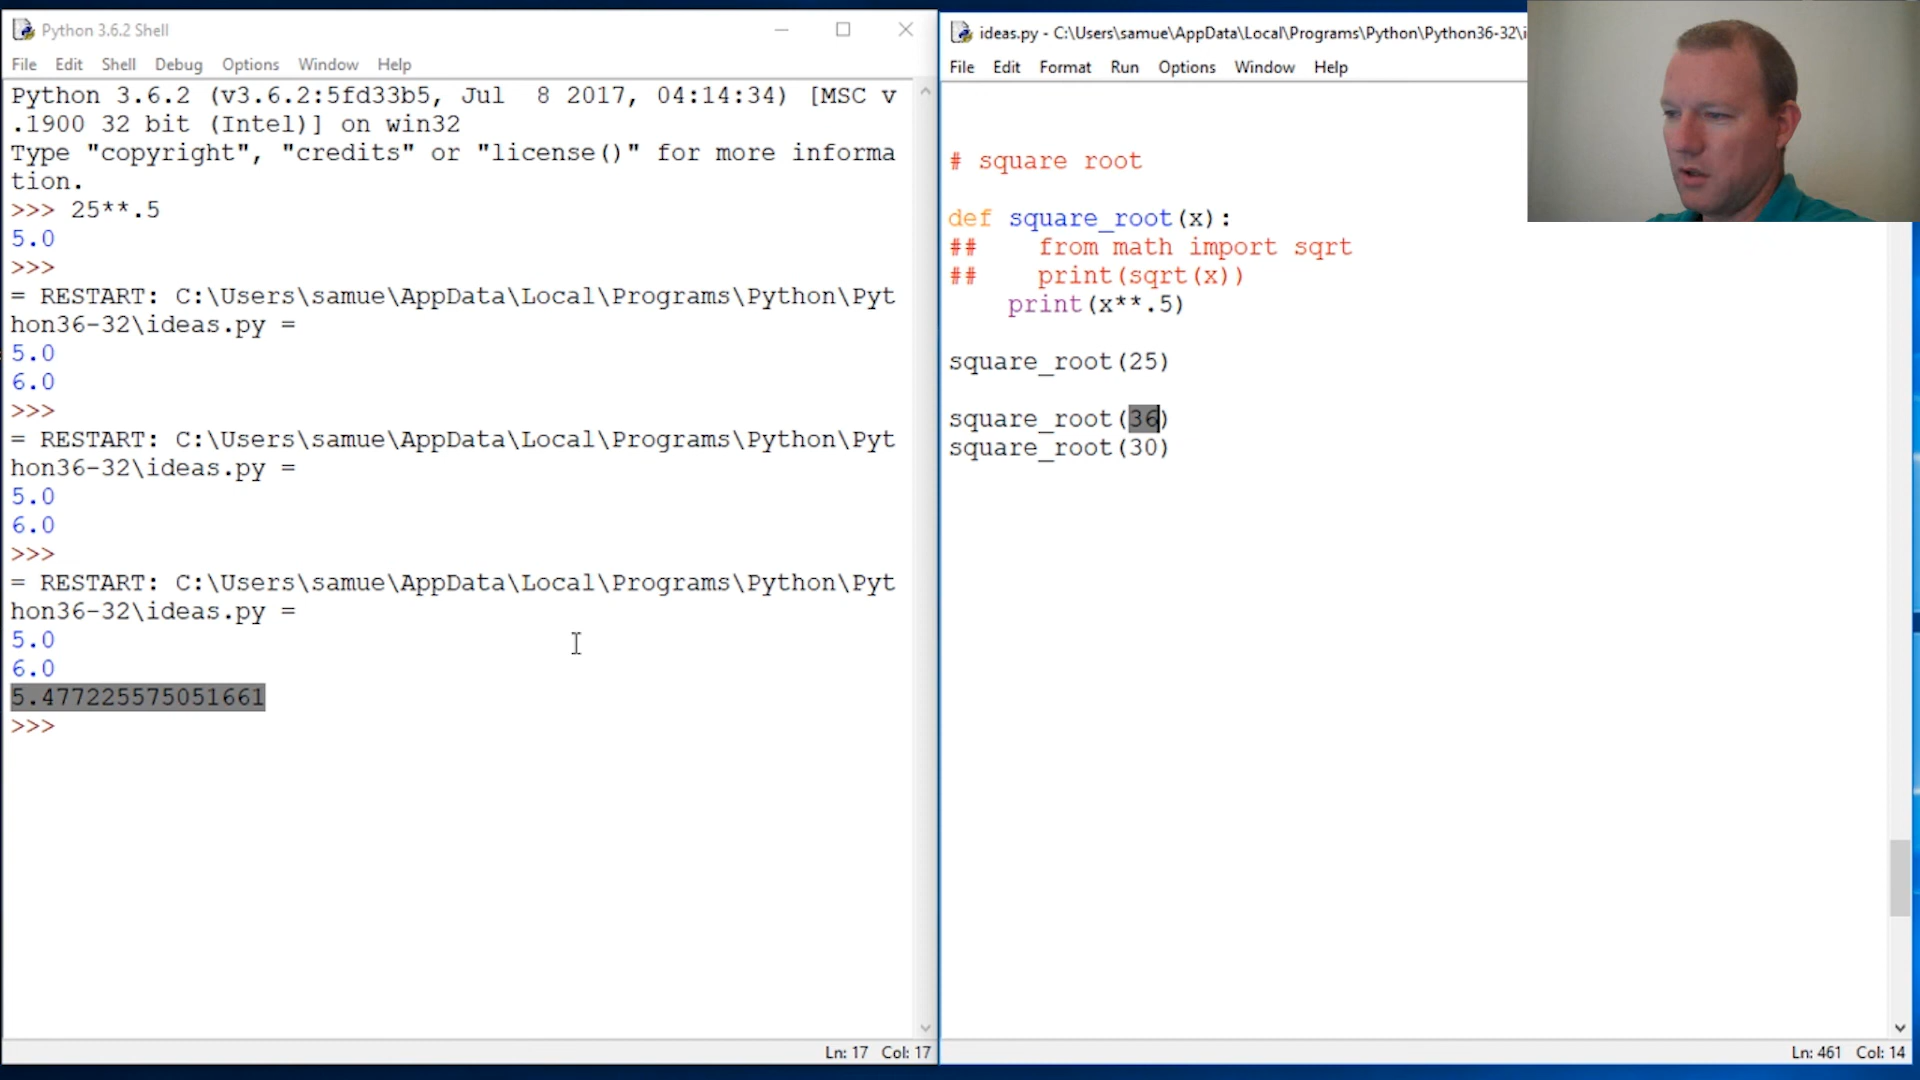 Python 3.6.2 Shell
File Edit Shell Debug Options Window Help
Python 3.6.2 (v3.6.2:5fd33b5, Jul  8 2017, 04:14:34) [MSC v
.1900 32 bit (Intel)] on win32
Type "copyright", "credits" or "license()" for more informa
tion.
>>> 25**.5
5.0
>>>
= RESTART: C:\Users\samue\AppData\Local\Programs\Python\Pyt
hon36-32\ideas.py =
5.0
6.0
>>>
= RESTART: C:\Users\samue\AppData\Local\Programs\Python\Pyt
hon36-32\ideas.py =
5.0
6.0
>>>
= RESTART: C:\Users\samue\AppData\Local\Programs\Python\Pyt
hon36-32\ideas.py =
5.0
6.0
5.477225575051661
>>>
Ln: 17 Col: 17
ideas.py - C:\Users\samue\AppData\Local\Programs\Python\Python36-32\i
File Edit Format Run Options Window Help
# square root
def square_root(x):
##    from math import sqrt
##    print(sqrt(x))
    print(x**.5)
square_root(25)
square_root(36)
square_root(30)
Ln: 461 Col: 14